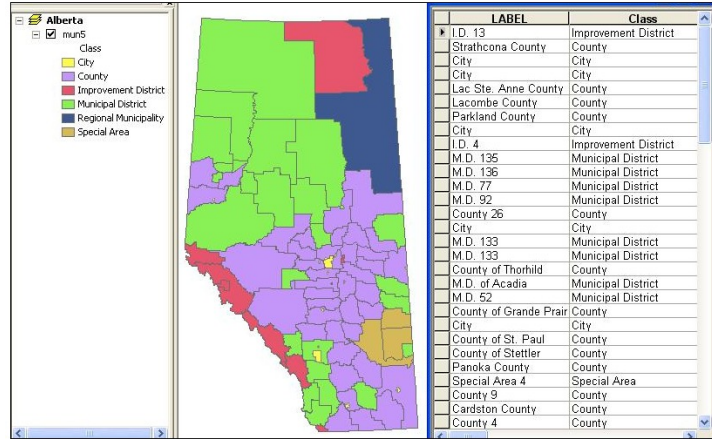 Alberta
mun5
Class
City
County
Improvement District
Municipal District
Regional Municipality
Special Area
LABEL Class
I.D. 13 Improvement District
Strathcona County County
City City
City City
Lac Ste. Anne County County
Lacombe County County
Parkland County County
City City
I.D. 4 Improvement District
M.D. 135 Municipal District
M.D. 136 Municipal District
M.D. 77 Municipal District
M.D. 92 Municipal District
County 26 County
City City
M.D. 133 Municipal District
M.D. 133 Municipal District
County of Thorhild County
M.D. of Acadia Municipal District
M.D. 52 Municipal District
County of Grande Prair County
City City
County of St. Paul County
County of Stettler County
Panoka County County
Special Area 4 Special Area
County 9 County
Cardston County County
County 4 County